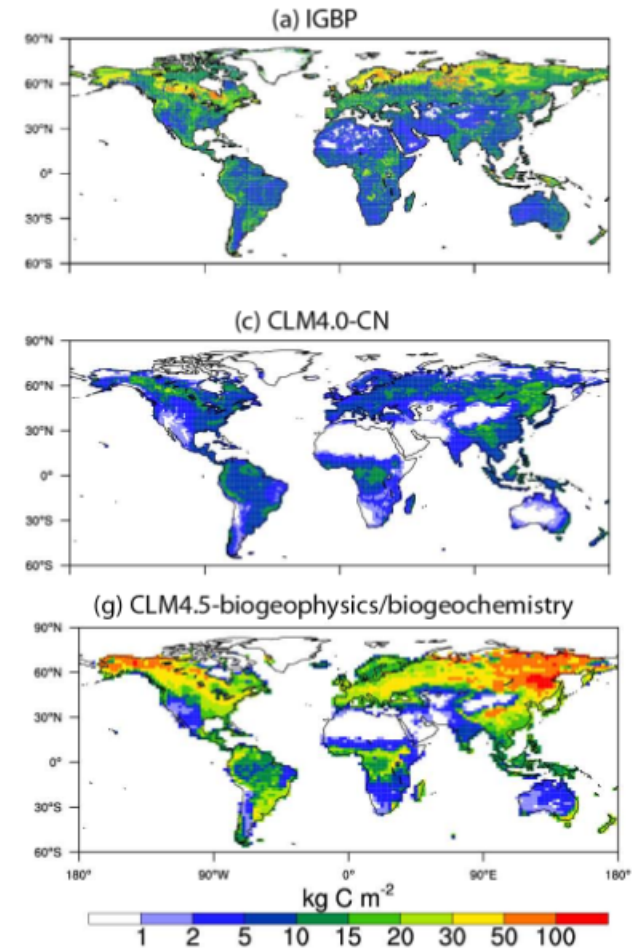 (a) IGBP
90°N
60°N
30°N
0°
30°S
60°S
(c) CLM4.0-CN
90°N
60°N
30°N
0°
30°S
60°S
(g) CLM4.5-biogeophysics/biogeochemistry
90°N
60°N
30°N
0°
30°S
60°S
180° 90°W 0° 90°E 180°
kg C m⁻²
1 2 5 10 15 20 30 50 100